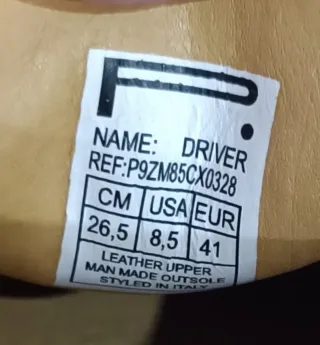 P.
NAME: DRIVER
REF:P9ZM85CX0328
CM USA EUR
26,5 8,5 41
LEATHER UPPER
MAN MADE OUTSOLE
STYLED IN ITALY